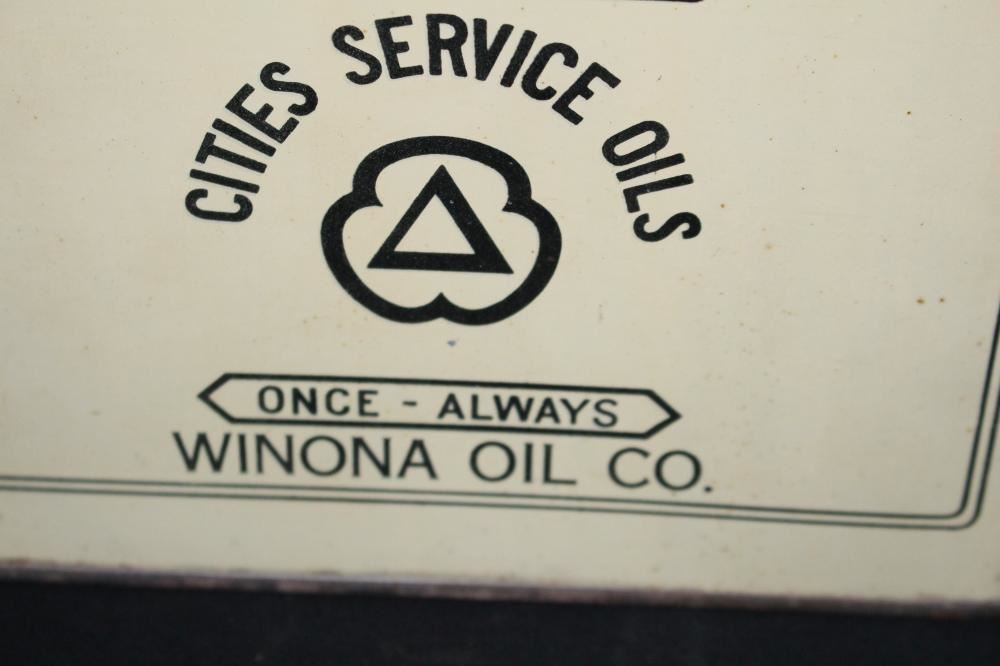 CITIES SERVICE OILS
ONCE - ALWAYS
WINONA OIL CO.